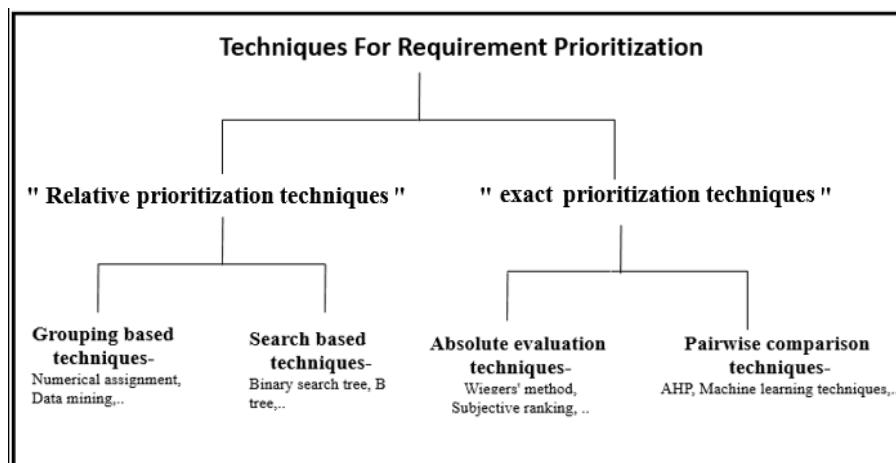 Techniques For Requirement Prioritization
" Relative prioritization techniques "
" exact prioritization techniques "
Grouping based
techniques-
Numerical assignment,
Data mining,..
Search based
techniques-
Binary search tree, B
tree,..
Absolute evaluation
techniques-
Wiegers' method,
Subjective ranking, ..
Pairwise comparison
techniques-
AHP, Machine learning techniques,..